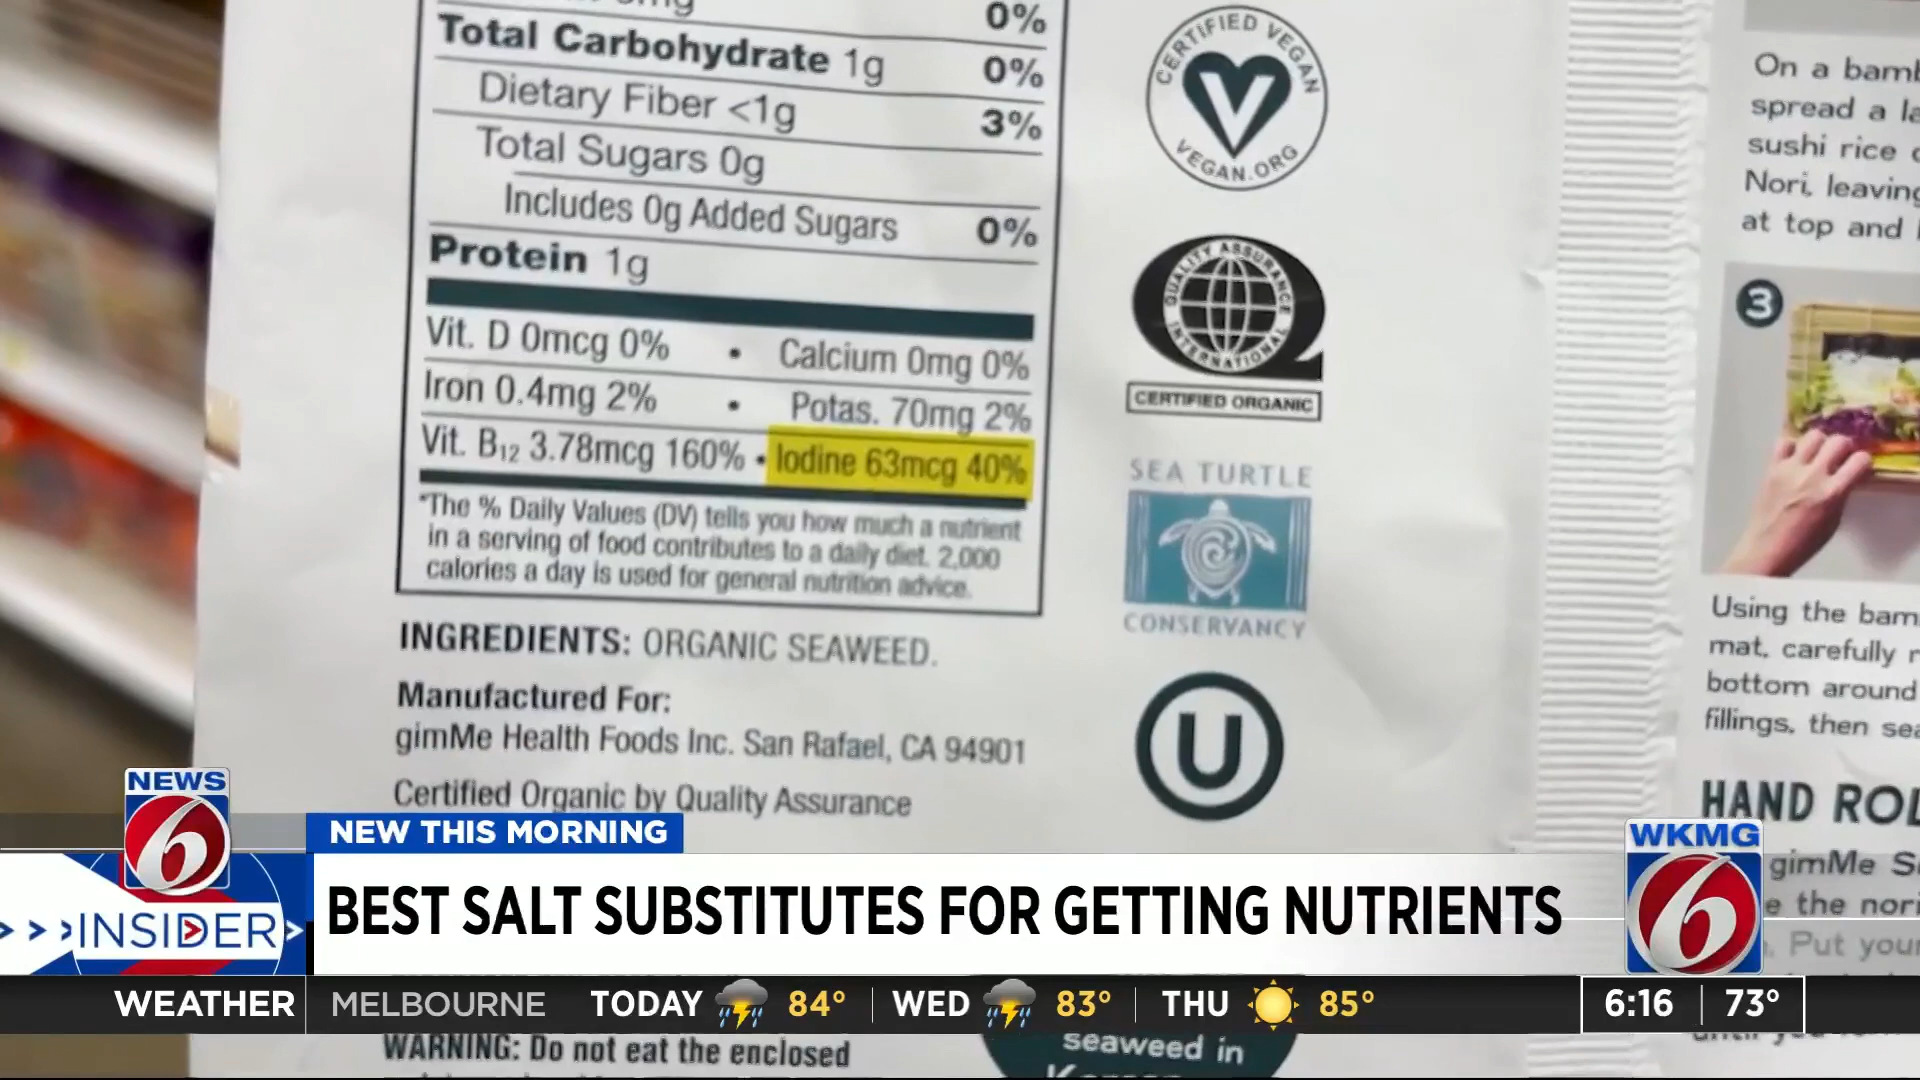 0%
Total Carbohydrate 1g 0%
Dietary Fiber <1g 3%
Total Sugars 0g
Includes 0g Added Sugars 0%
Protein 1g
Vit. D 0mcg 0% • Calcium 0mg 0%
Iron 0.4mg 2% • Potas. 70mg 2%
Vit. B12 3.78mcg 160% • Iodine 63mcg 40%
*The % Daily Values (DV) tells you how much a nutrient
in a serving of food contributes to a daily diet. 2,000
calories a day is used for general nutrition advice.
INGREDIENTS: ORGANIC SEAWEED.
Manufactured For:
gimMe Health Foods Inc. San Rafael, CA 94901
Certified Organic by Quality Assurance
CERTIFIED VEGAN
VEGAN.ORG
QUALITY ASSURANCE
INTERNATIONAL
CERTIFIED ORGANIC
SEA TURTLE
CONSERVANCY
U
On a
spread a
sushi rice
Nori, leaving
at top and
3
Using the
mat, carefully
bottom around
fillings, then
HAND
gimMe
the nori
Put your
NEWS
6
INSIDER
NEW THIS MORNING
BEST SALT SUBSTITUTES FOR GETTING NUTRIENTS
WKMG
6
WEATHER MELBOURNE TODAY 84° WED 83° THU 85° 6:16 73°
WARNING: Do not eat the enclosed
seaweed in